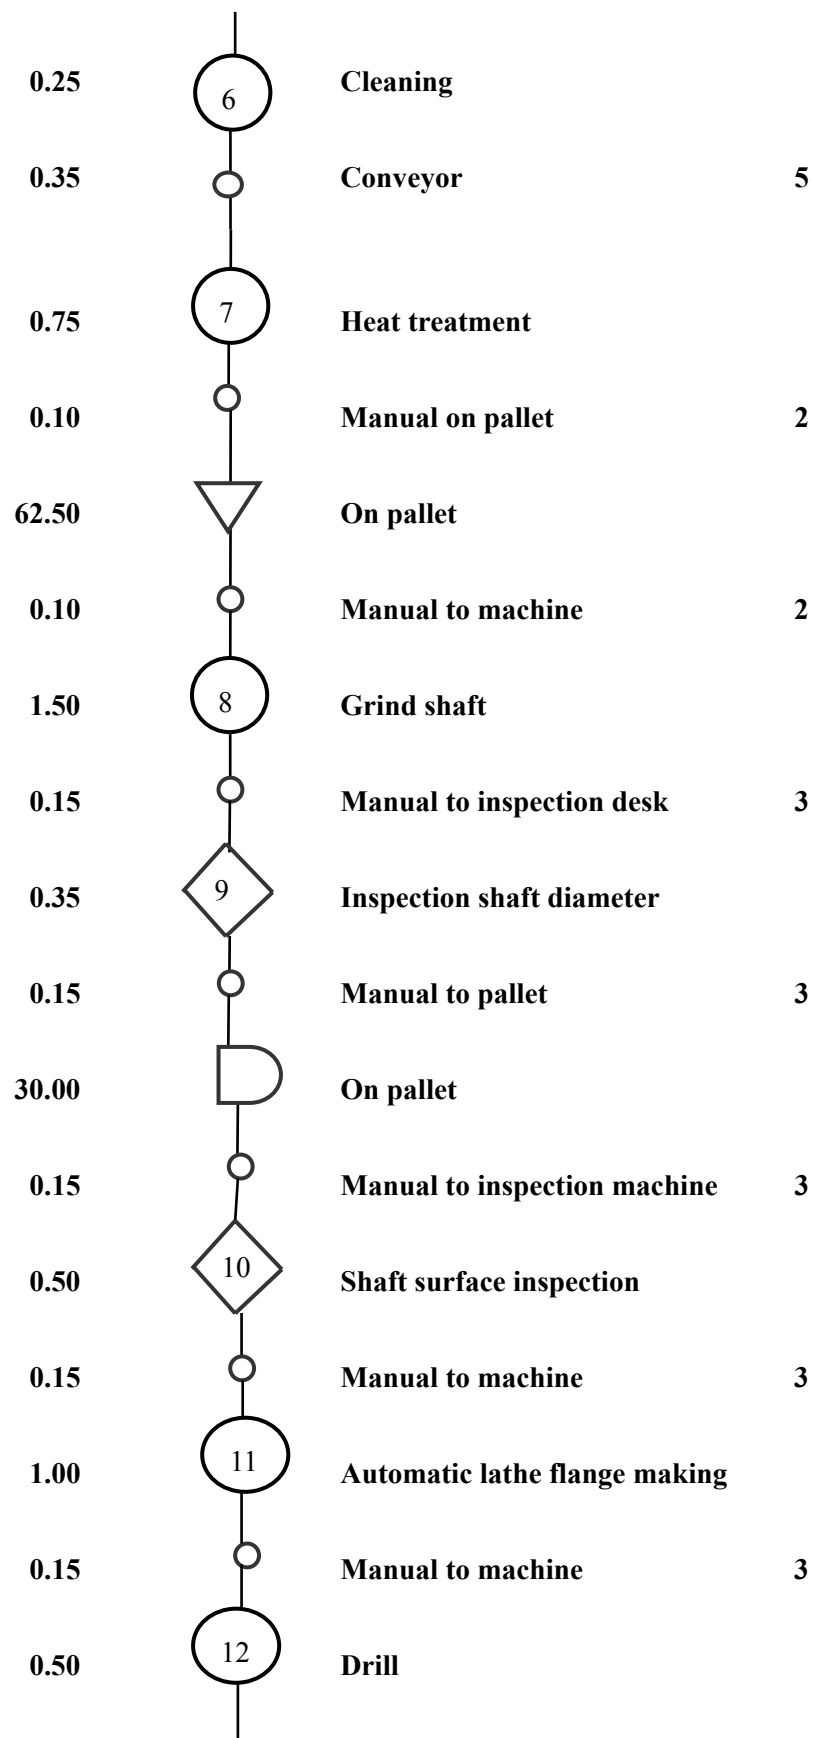 0.25 6 Cleaning
0.35 Conveyor 5
0.75 7 Heat treatment
0.10 Manual on pallet 2
62.50 On pallet
0.10 Manual to machine 2
1.50 8 Grind shaft
0.15 Manual to inspection desk 3
0.35 9 Inspection shaft diameter
0.15 Manual to pallet 3
30.00 On pallet
0.15 Manual to inspection machine 3
0.50 10 Shaft surface inspection
0.15 Manual to machine 3
1.00 11 Automatic lathe flange making
0.15 Manual to machine 3
0.50 12 Drill